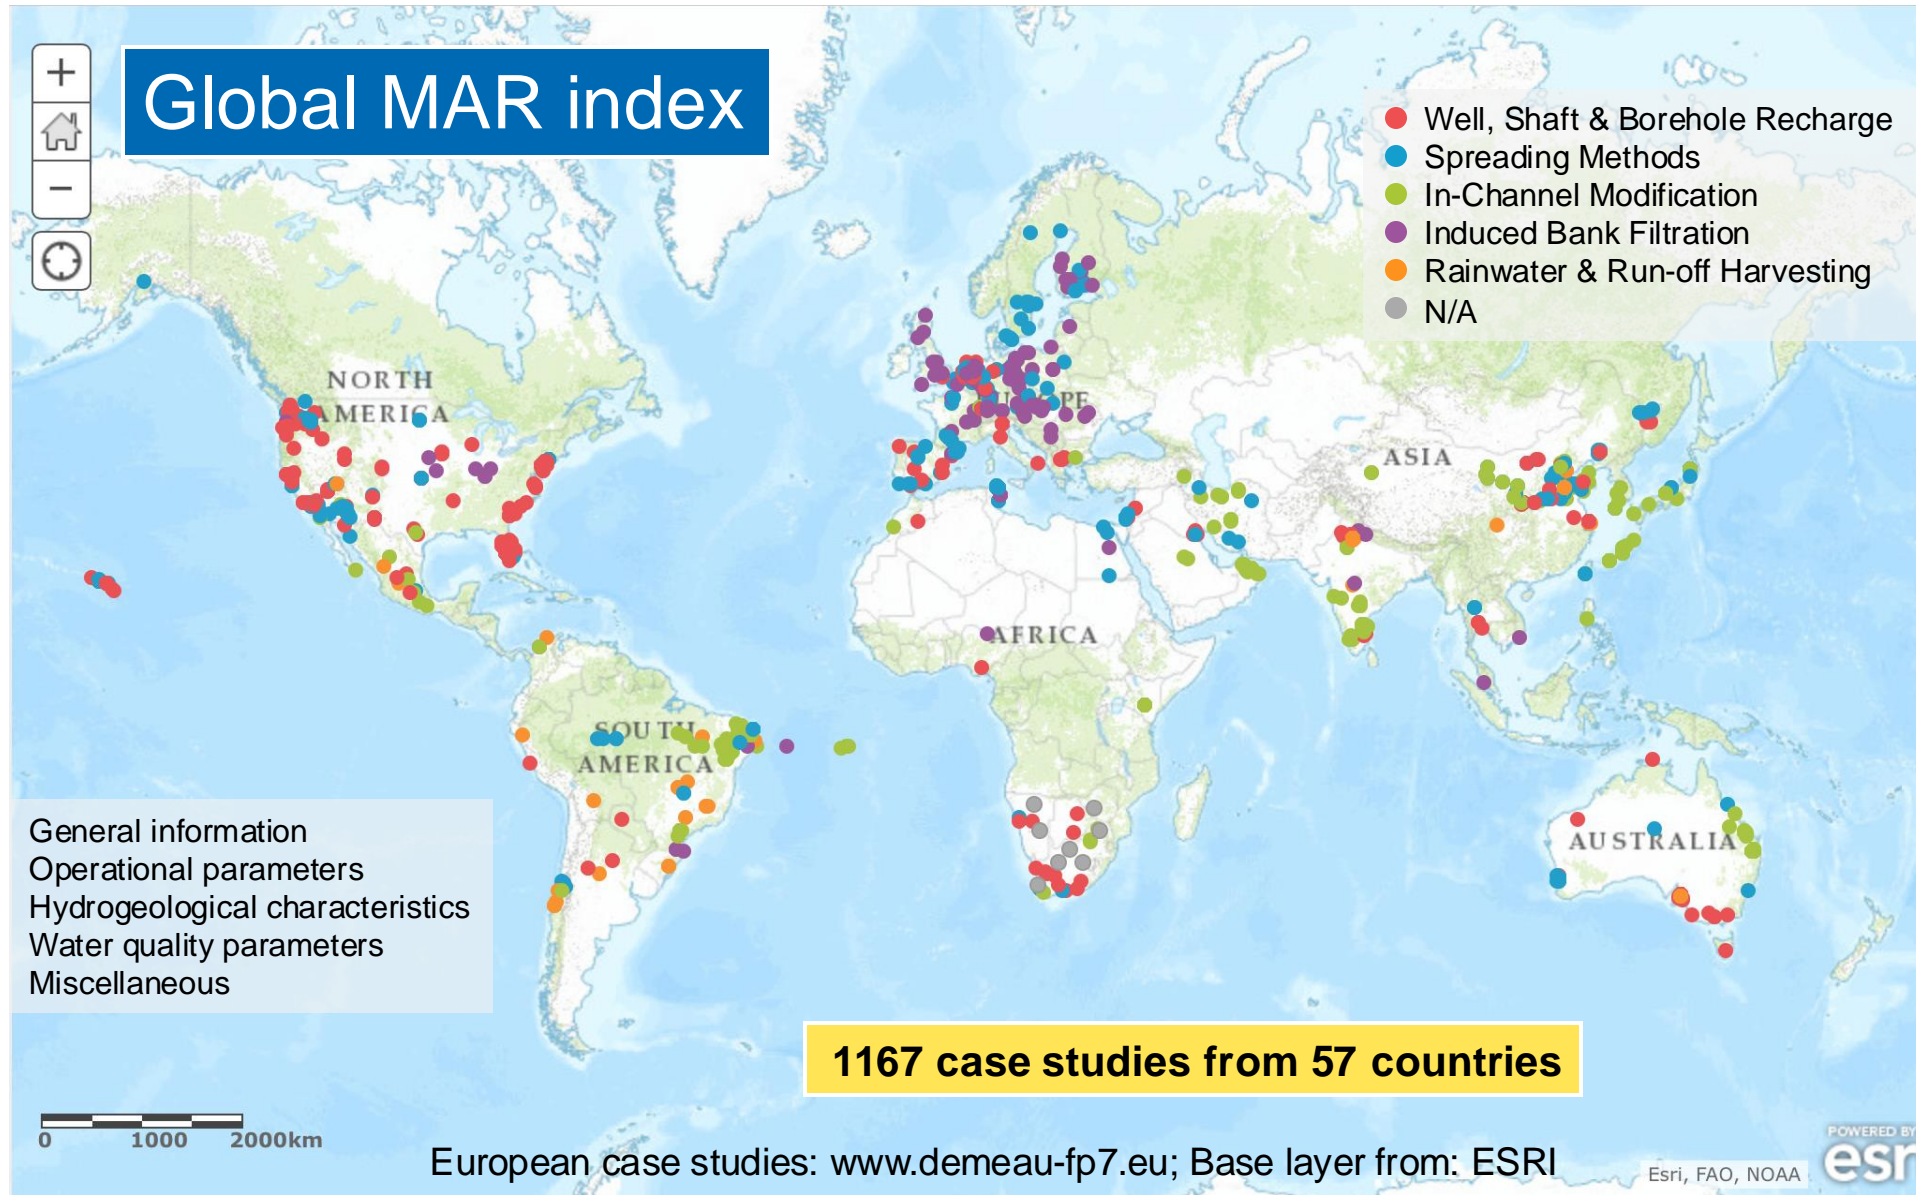 +
Global MAR index
−
Well, Shaft & Borehole Recharge
Spreading Methods
In-Channel Modification
Induced Bank Filtration
Rainwater & Run-off Harvesting
N/A
NORTH
AMERICA
ASIA
AFRICA
SOUTH
AMERICA
AUSTRALIA
General information
Operational parameters
Hydrogeological characteristics
Water quality parameters
Miscellaneous
1167 case studies from 57 countries
0 1000 2000km
European case studies: www.demeau-fp7.eu; Base layer from: ESRI
Esri, FAO, NOAA
POWERED BY
esri